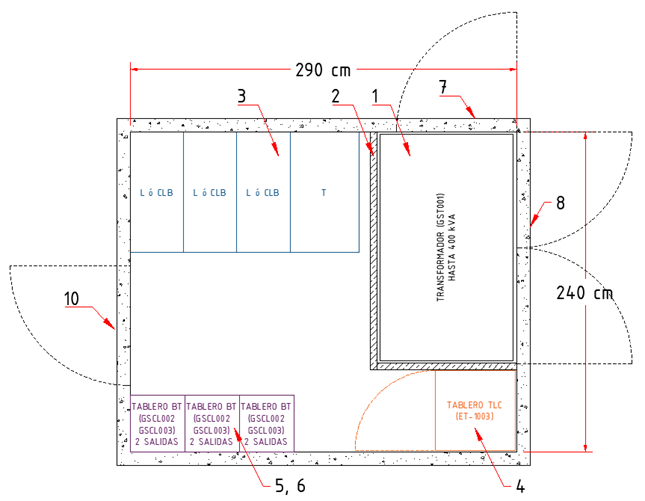 290 cm
3
2
1
7
8
L ó CLB
L ó CLB
L ó CLB
T
TRANSFORMADOR (GST001)
HASTA 400 kVA
240 cm
10
TABLERO BT
(GSCL002
GSCL003)
2 SALIDAS
TABLERO BT
(GSCL002
GSCL003)
2 SALIDAS
TABLERO BT
(GSCL002
GSCL003)
2 SALIDAS
TABLERO TLC
(ET-1003)
5, 6
4